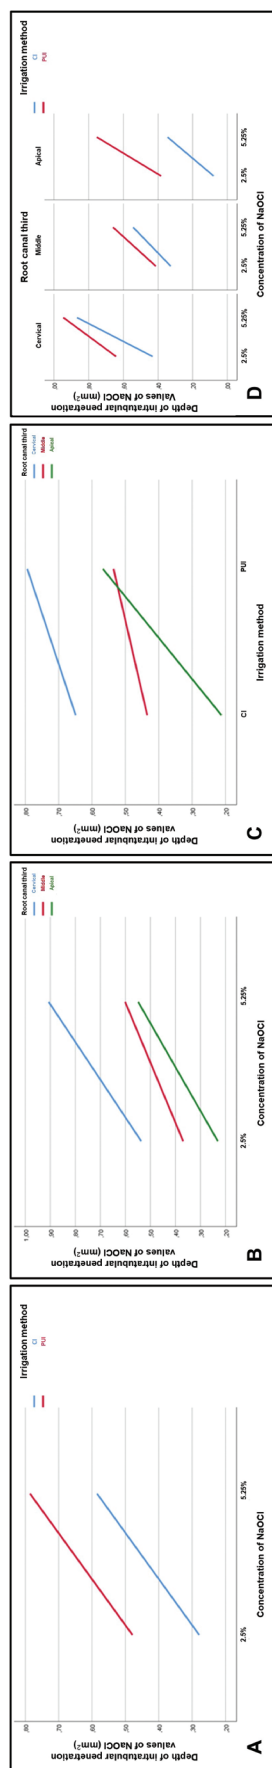 Depth of intratubular penetration
values of NaOCl (mm²)
,80
,70
,60
,50
,40
,30
,20
2.5%
5.25%
Concentration of NaOCl
Irrigation method
CI
PUI
A
Depth of intratubular penetration
values of NaOCl (mm²)
1,00
,90
,80
,70
,60
,50
,40
,30
,20
2.5%
5.25%
Concentration of NaOCl
Root canal third
Cervical
Middle
Apical
B
Depth of intratubular penetration
values of NaOCl (mm²)
,80
,70
,60
,50
,40
,30
,20
CI
PUI
Irrigation method
Root canal third
Cervical
Middle
Apical
C
Depth of intratubular penetration
Values of NaOCl (mm²)
,00
,80
,60
,40
,20
,00
Root canal third
Cervical
Middle
Apical
2.5%
5.25%
2.5%
5.25%
2.5%
5.25%
Concentration of NaOCl
Irrigation method
CI
PUI
D